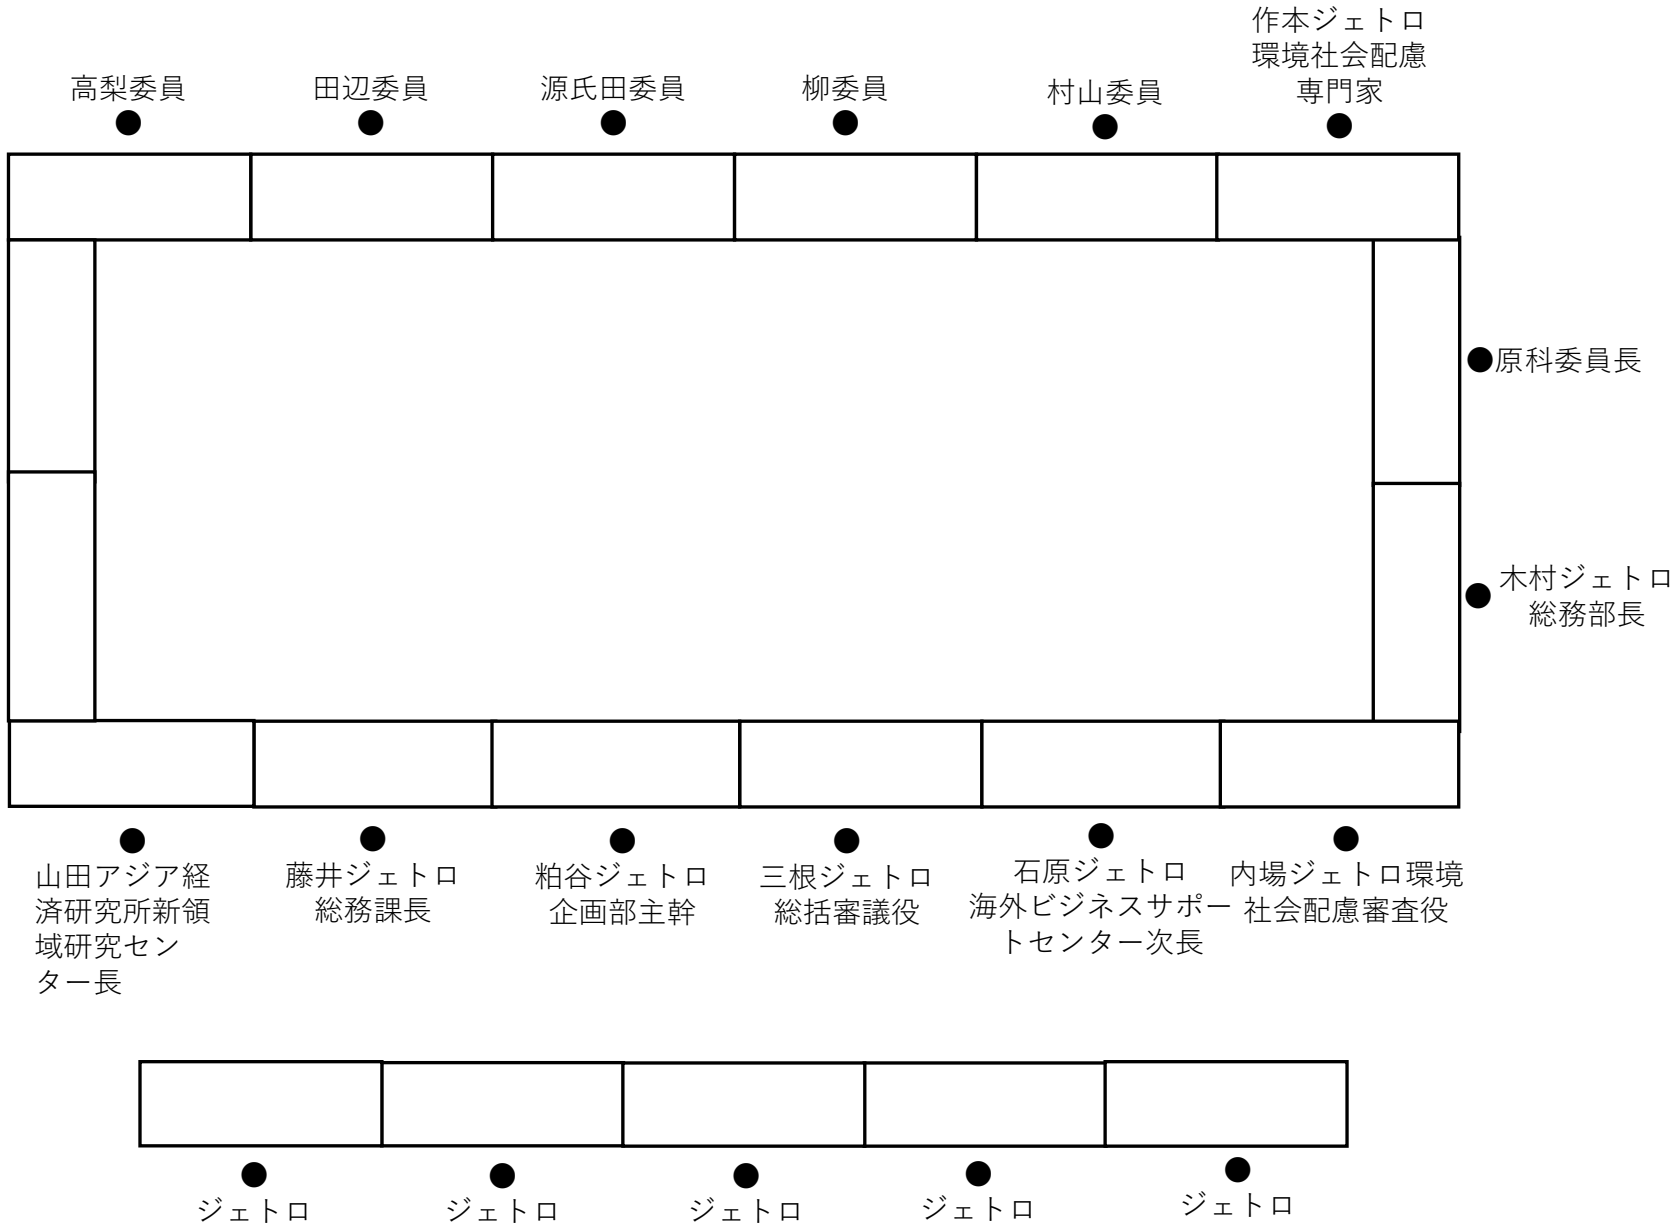 作本ジェトロ
環境社会配慮
専門家
高梨委員
田辺委員
源氏田委員
柳委員
村山委員
原科委員長
木村ジェトロ
総務部長
山田アジア経
済研究所新領
域研究セン
ター長
藤井ジェトロ
総務課長
粕谷ジェトロ
企画部主幹
三根ジェトロ
総括審議役
石原ジェトロ
海外ビジネスサポー
トセンター次長
内場ジェトロ環境
社会配慮審査役
ジェトロ
ジェトロ
ジェトロ
ジェトロ
ジェトロ